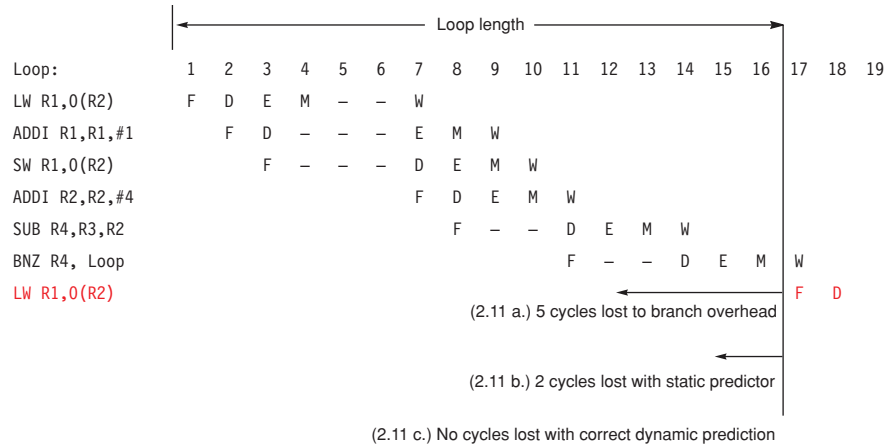 Loop length
Loop: 1 2 3 4 5 6 7 8 9 10 11 12 13 14 15 16 17 18 19
LW R1,0(R2) F D E M – – W
ADDI R1,R1,#1 F D – – – E M W
SW R1,0(R2) F – – – D E M W
ADDI R2,R2,#4 F D E M W
SUB R4,R3,R2 F – – D E M W
BNZ R4, Loop F – – D E M W
LW R1,0(R2) F D
(2.11 a.) 5 cycles lost to branch overhead
(2.11 b.) 2 cycles lost with static predictor
(2.11 c.) No cycles lost with correct dynamic prediction